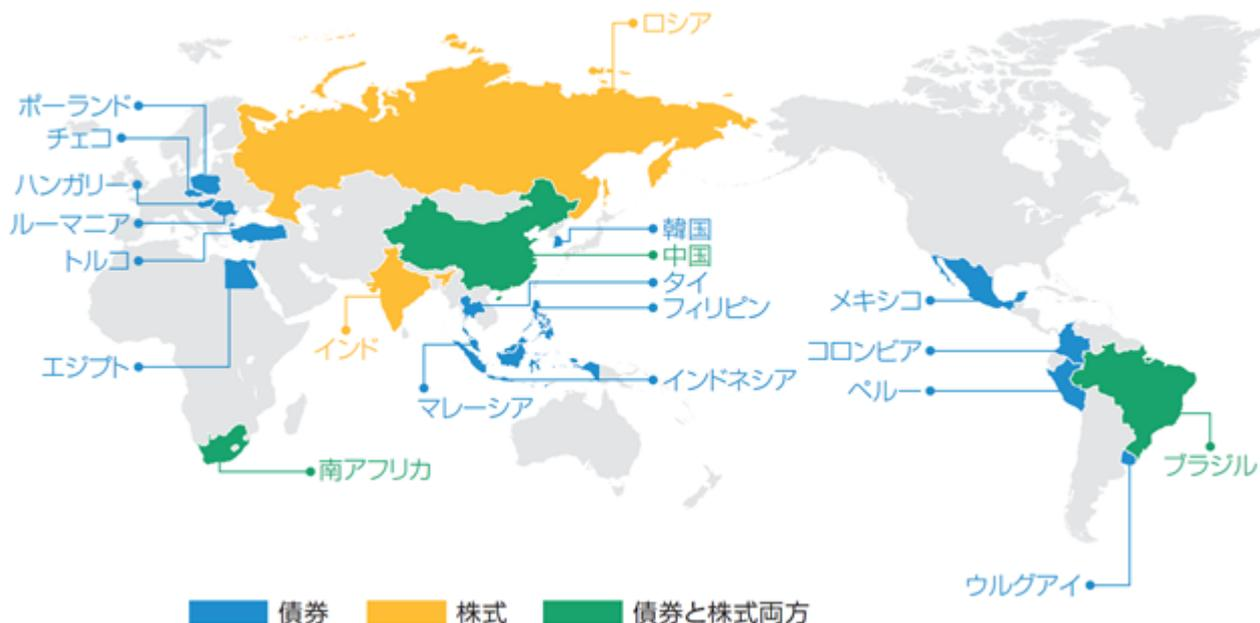 ロシア
ポーランド
チェコ
ハンガリー
ルーマニア
トルコ
エジプト
インド
南アフリカ
韓国
中国
タイ
フィリピン
インドネシア
マレーシア
メキシコ
コロンビア
ペルー
ブラジル
ウルグアイ
債券 株式 債券と株式両方